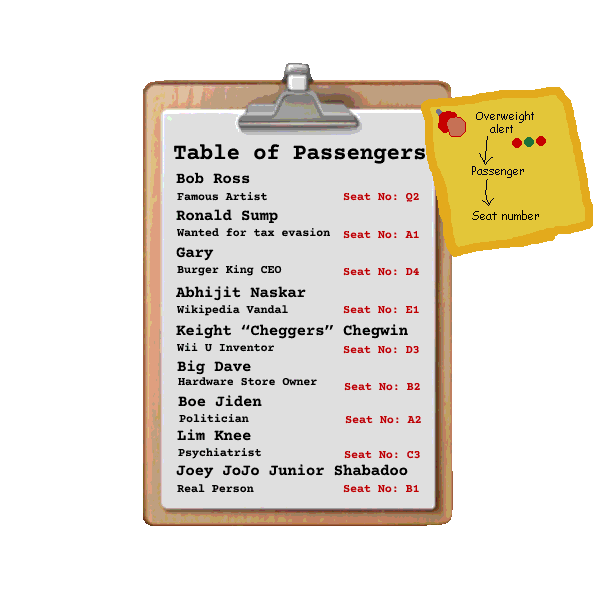 Table of Passengers
Bob Ross
Famous Artist Seat No: Q2
Ronald Sump
Wanted for tax evasion Seat No: A1
Gary
Burger King CEO Seat No: D4
Abhijit Naskar
Wikipedia Vandal Seat No: E1
Keight “Cheggers” Chegwin
Wii U Inventor Seat No: D3
Big Dave
Hardware Store Owner Seat No: B2
Boe Jiden
Politician Seat No: A2
Lim Knee
Psychiatrist Seat No: C3
Joey JoJo Junior Shabadoo
Real Person Seat No: B1
Overweight
alert
Passenger
Seat number